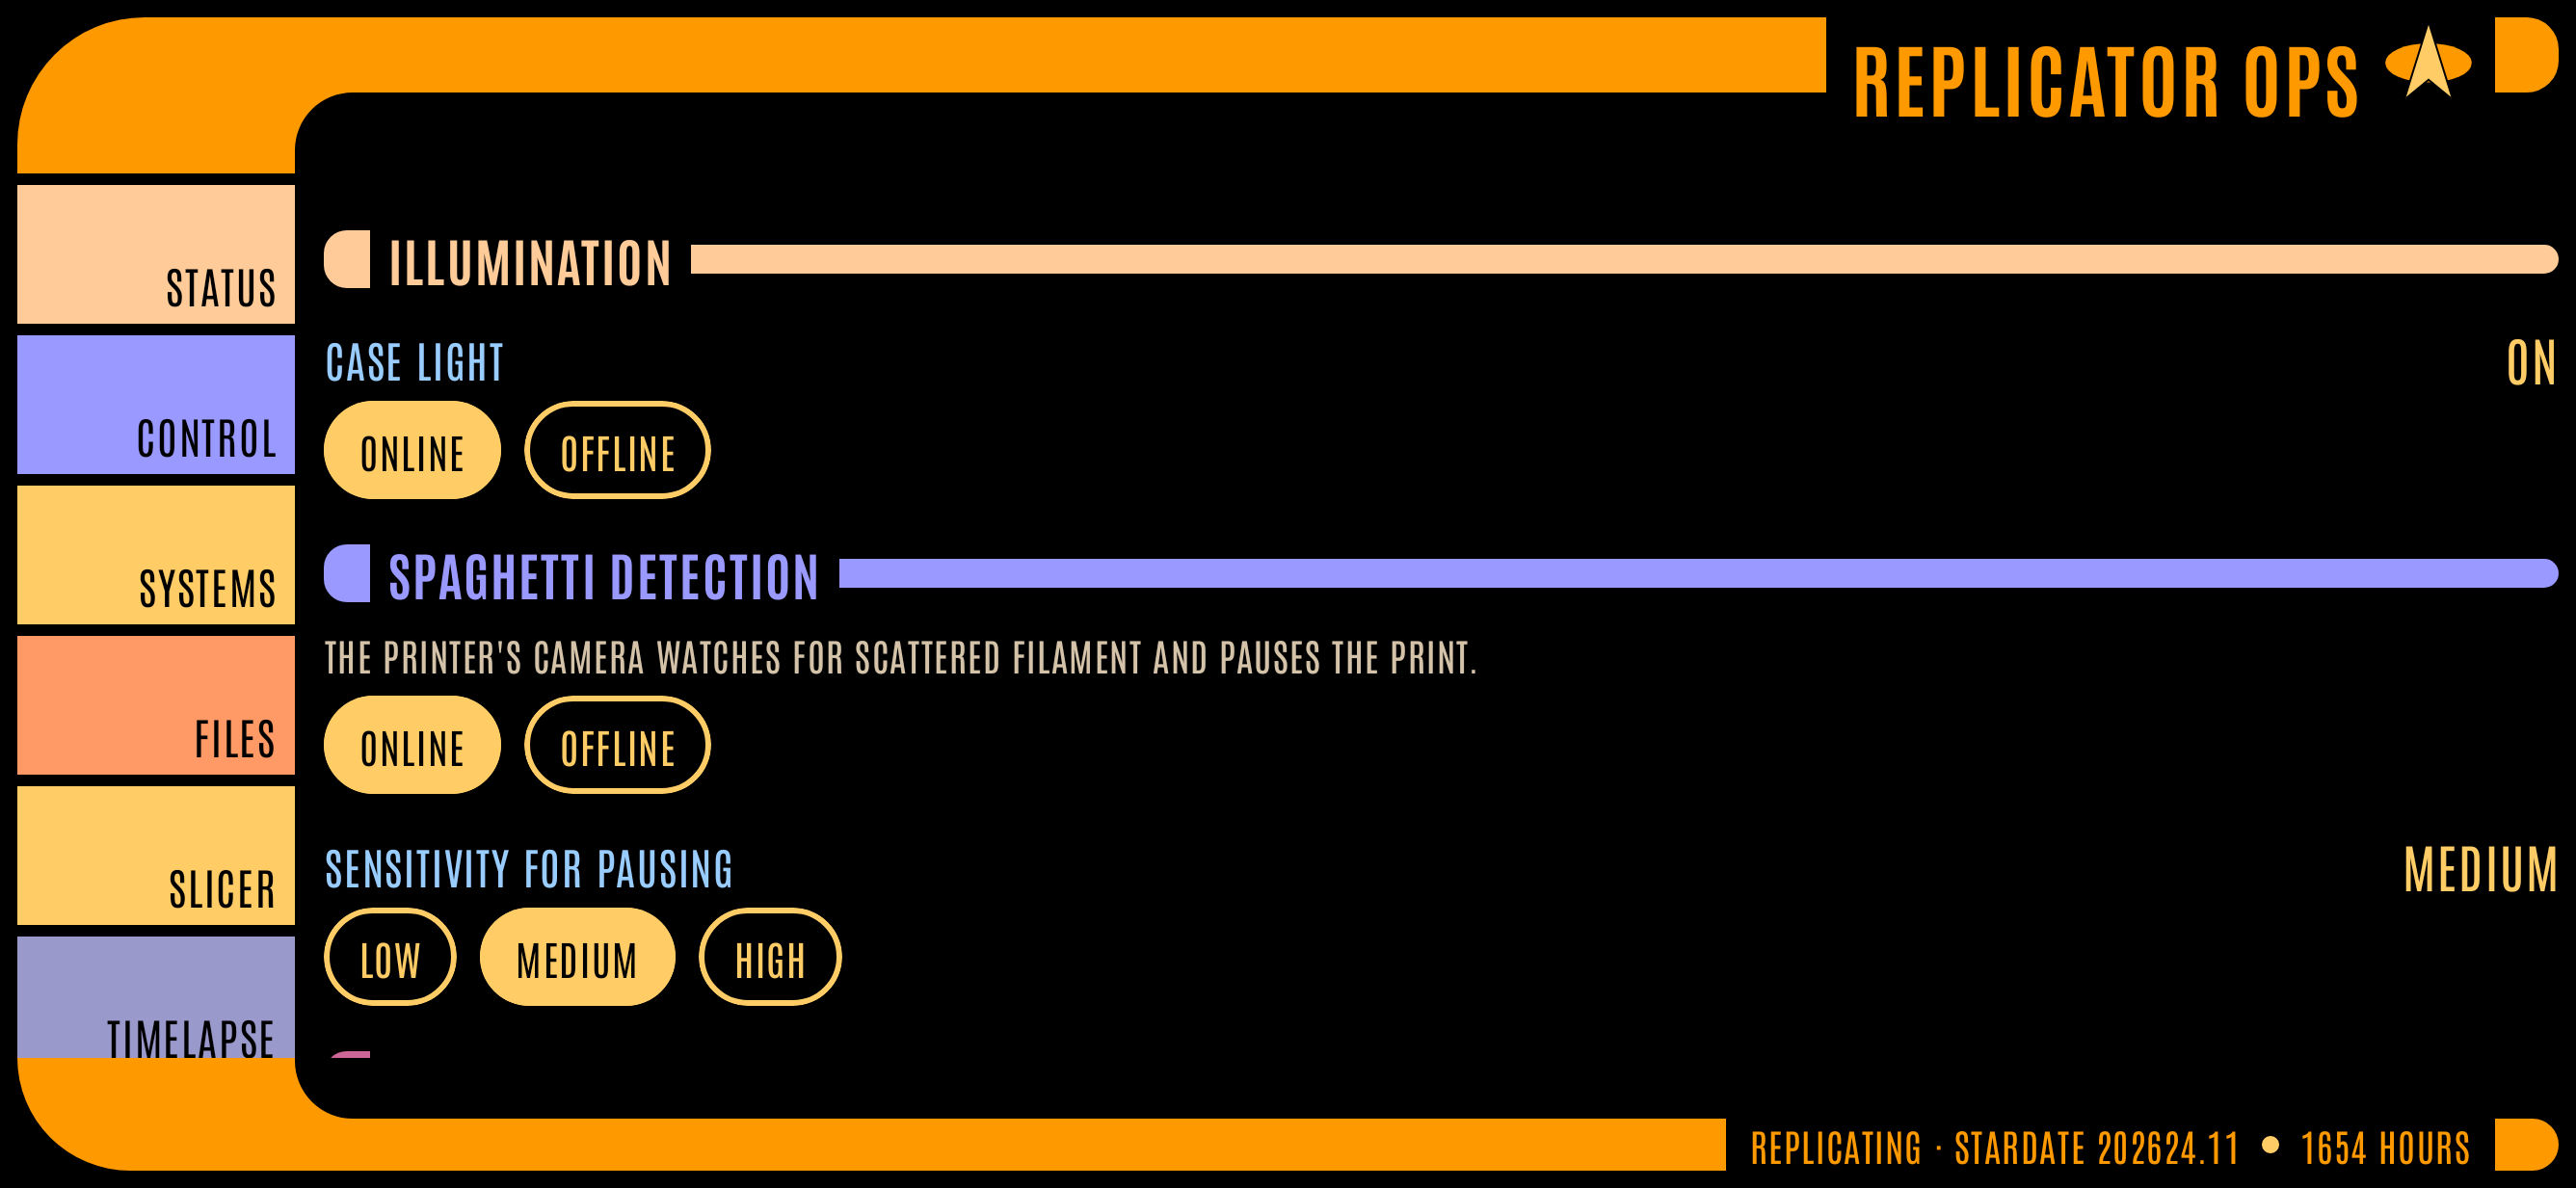 REPLICATOR OPS
STATUS
CONTROL
SYSTEMS
FILES
SLICER
TIMELAPSE
ILLUMINATION
CASE LIGHT
ON
ONLINE OFFLINE
SPAGHETTI DETECTION
THE PRINTER'S CAMERA WATCHES FOR SCATTERED FILAMENT AND PAUSES THE PRINT.
ONLINE OFFLINE
SENSITIVITY FOR PAUSING
MEDIUM
LOW MEDIUM HIGH
REPLICATING · STARDATE 202624.11 • 1654 HOURS